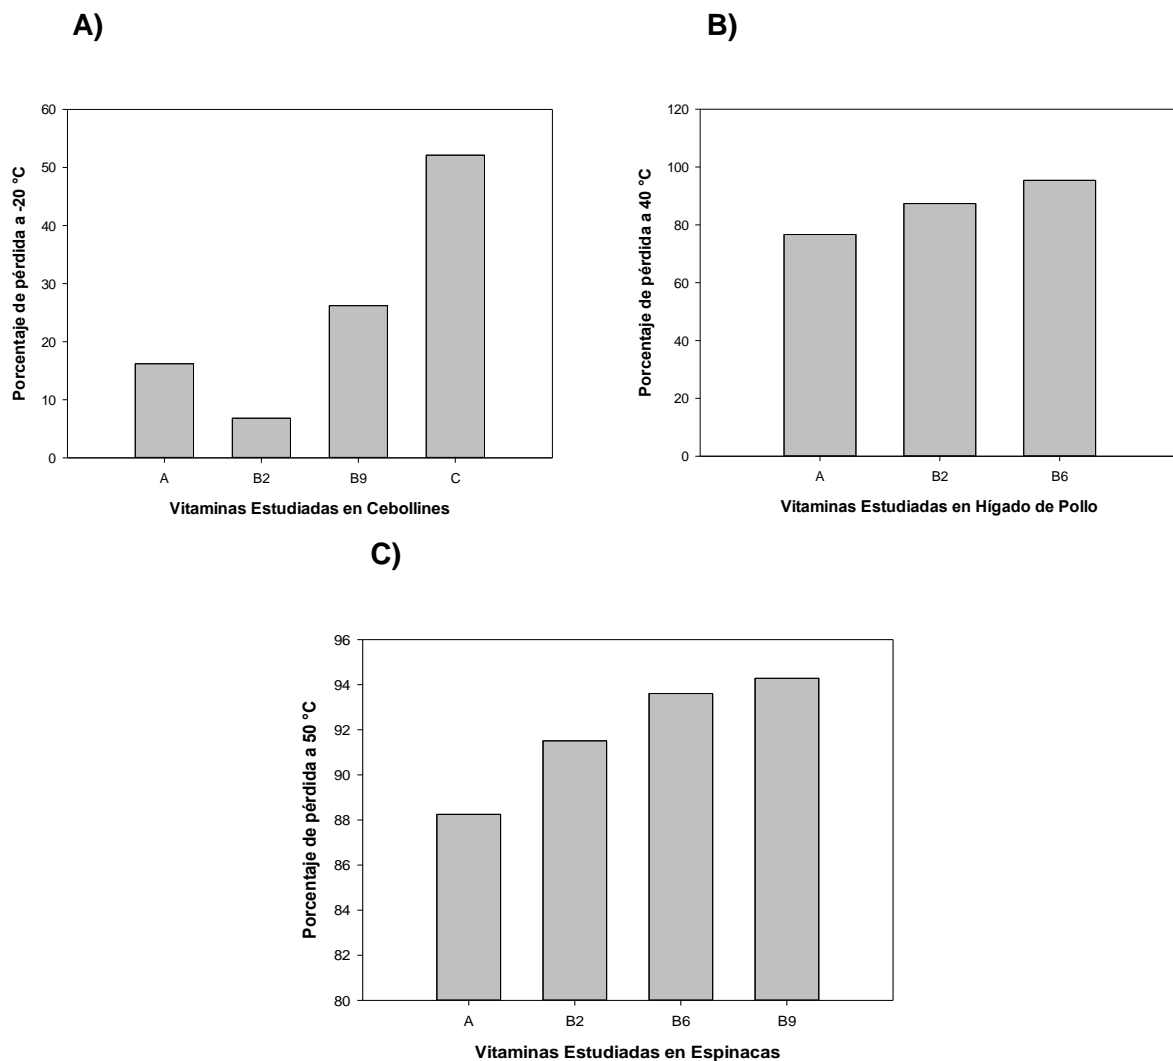 A)
Porcentaje de pérdida a -20 °C
60
50
40
30
20
10
0
A B2 B9 C
Vitaminas Estudiadas en Cebollines
B)
Porcentaje de pérdida a 40 °C
120
100
80
60
40
20
0
A B2 B6
Vitaminas Estudiadas en Hígado de Pollo
C)
Porcentaje de pérdida a 50 °C
96
94
92
90
88
86
84
82
80
A B2 B6 B9
Vitaminas Estudiadas en Espinacas